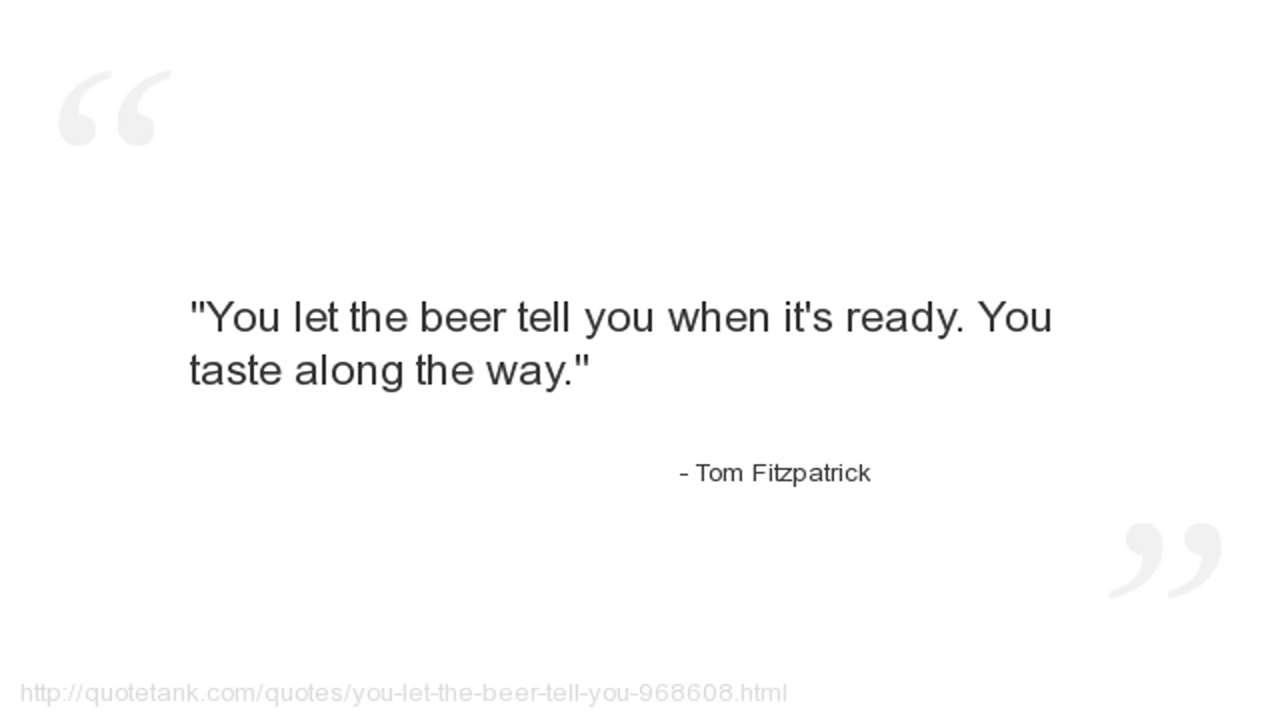 "You let the beer tell you when it's ready. You
taste along the way."
- Tom Fitzpatrick
http://quotetank.com/quotes/you-let-the-beer-tell-you-968608.html